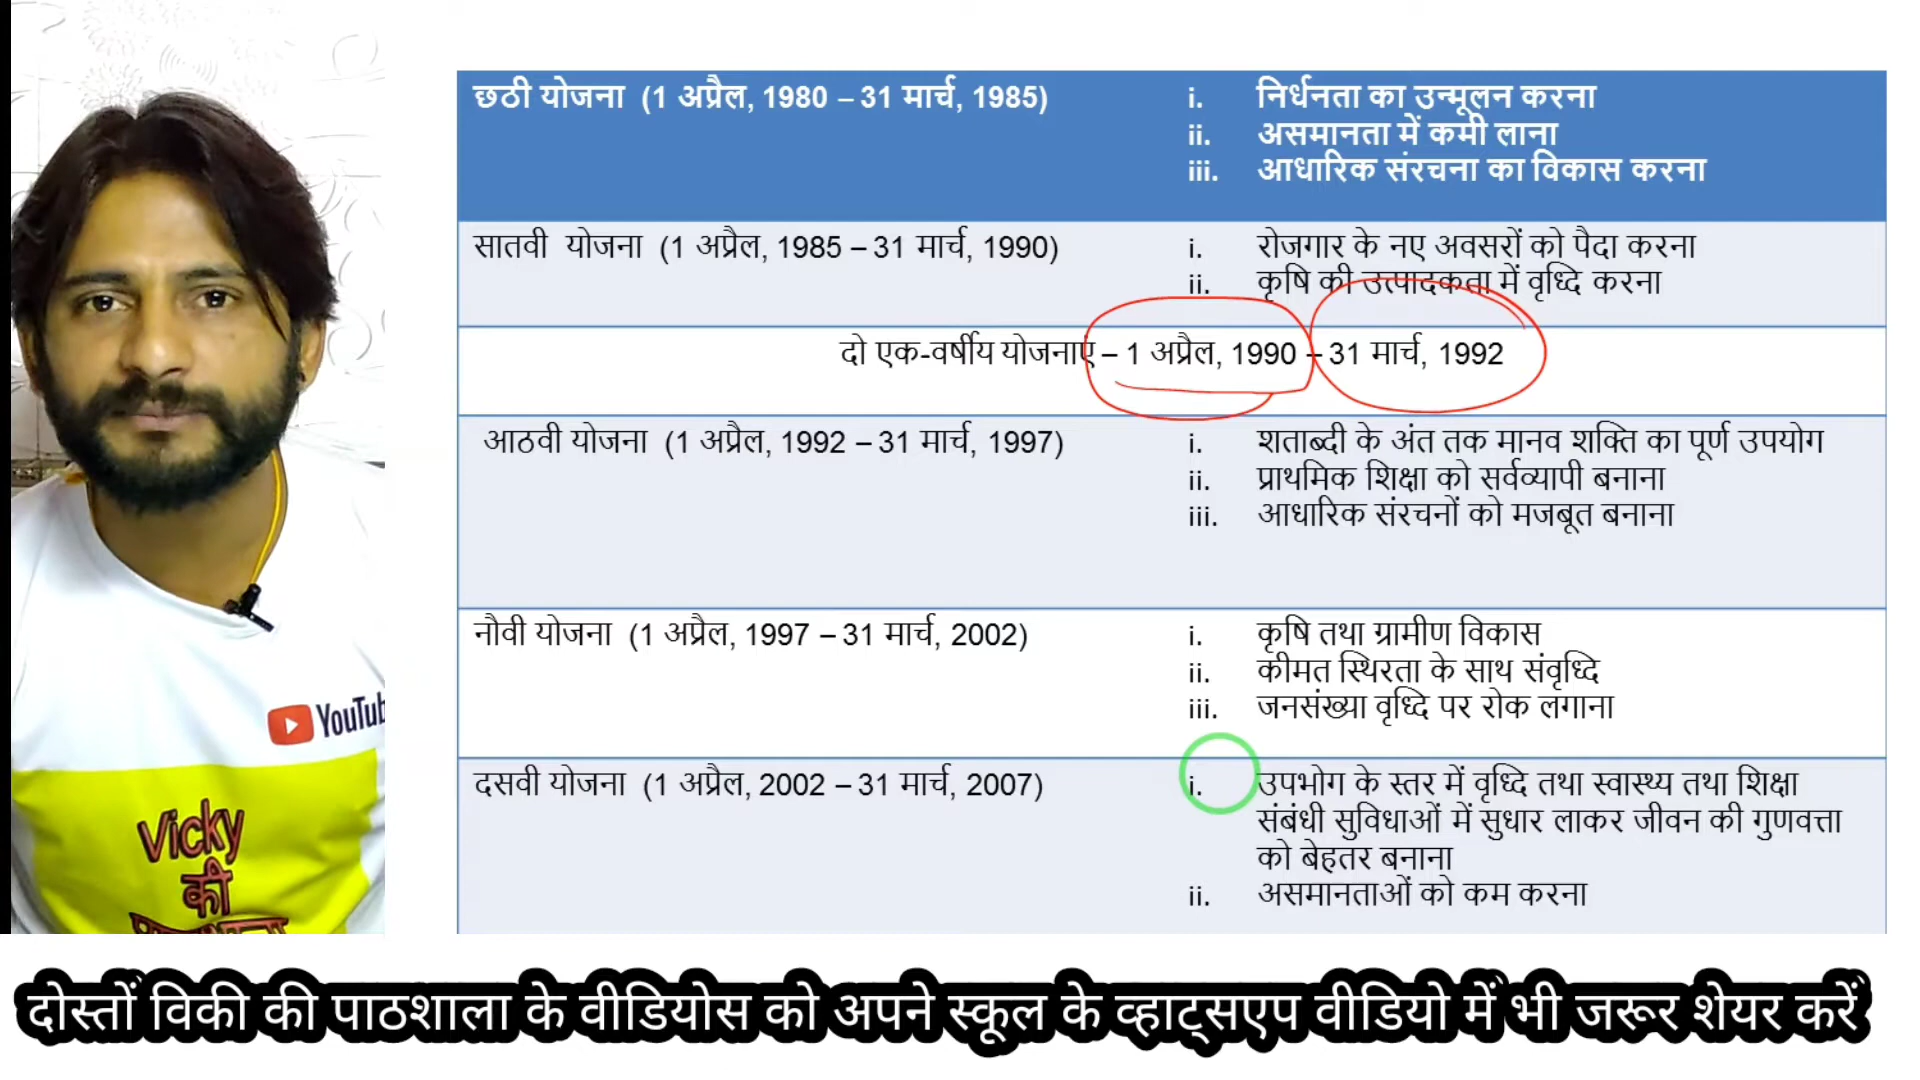 छठी योजना (1 अप्रैल, 1980 – 31 मार्च, 1985)
i. निर्धनता का उन्मूलन करना
ii. असमानता में कमी लाना
iii. आधारिक संरचना का विकास करना
सातवी योजना (1 अप्रैल, 1985 – 31 मार्च, 1990)
i. रोजगार के नए अवसरों को पैदा करना
ii. कृषि की उत्पादकता में वृध्दि करना
दो एक-वर्षीय योजनाए – 1 अप्रैल, 1990 – 31 मार्च, 1992
आठवी योजना (1 अप्रैल, 1992 – 31 मार्च, 1997)
i. शताब्दी के अंत तक मानव शक्ति का पूर्ण उपयोग
ii. प्राथमिक शिक्षा को सर्वव्यापी बनाना
iii. आधारिक संरचनों को मजबूत बनाना
नौवी योजना (1 अप्रैल, 1997 – 31 मार्च, 2002)
i. कृषि तथा ग्रामीण विकास
ii. कीमत स्थिरता के साथ संवृध्दि
iii. जनसंख्या वृध्दि पर रोक लगाना
दसवी योजना (1 अप्रैल, 2002 – 31 मार्च, 2007)
i. उपभोग के स्तर में वृध्दि तथा स्वास्थ्य तथा शिक्षा
संबंधी सुविधाओं में सुधार लाकर जीवन की गुणवत्ता
को बेहतर बनाना
ii. असमानताओं को कम करना
YouTub
Vicky
की
दोस्तों विकी की पाठशाला के वीडियोस को अपने स्कूल के व्हाट्सएप वीडियो में भी जरूर शेयर करें